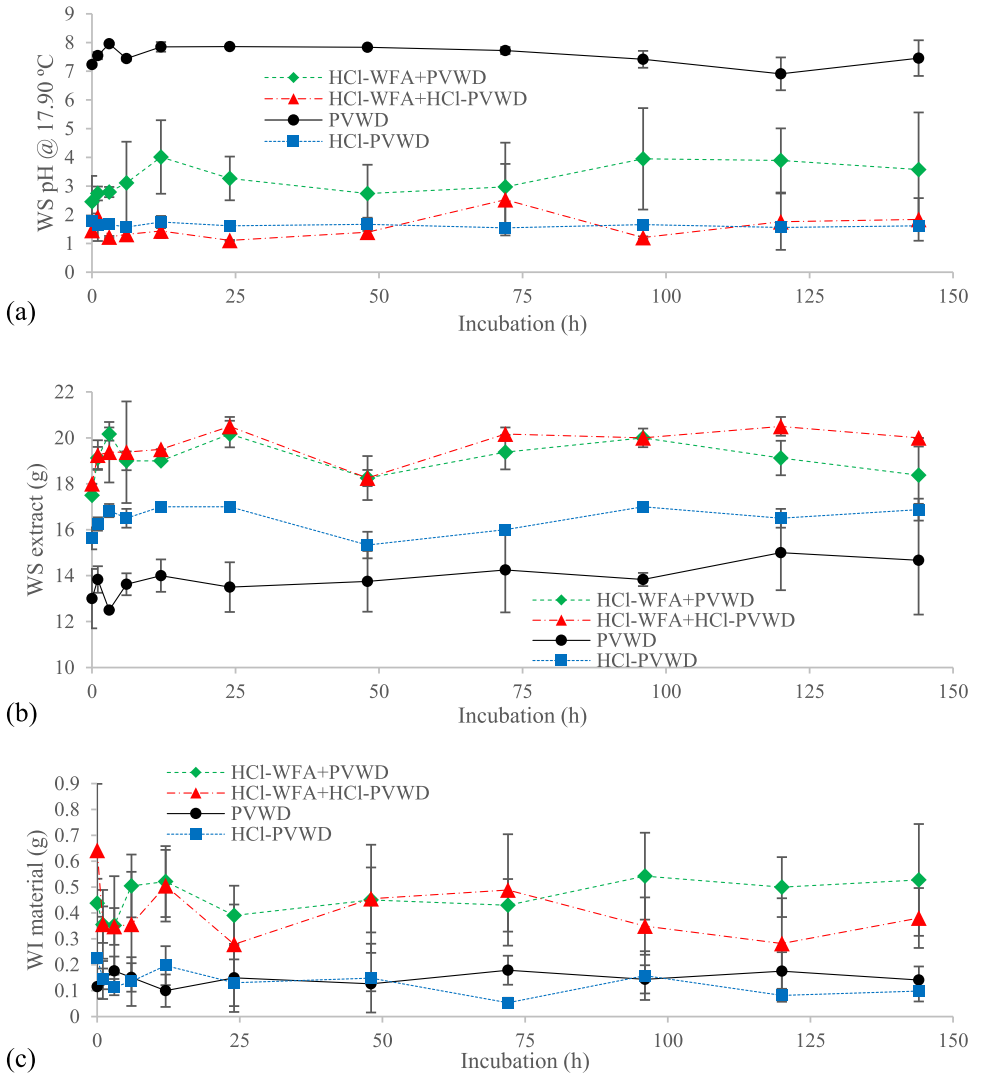 9
8
7
6
5
4
3
2
1
0
WS pH @ 17.90 ºC
HCl-WFA+PVWD
HCl-WFA+HCl-PVWD
PVWD
HCl-PVWD
0 25 50 75 100 125 150
Incubation (h)
(a)
22
20
18
16
14
12
10
WS extract (g)
HCl-WFA+PVWD
HCl-WFA+HCl-PVWD
PVWD
HCl-PVWD
0 25 50 75 100 125 150
Incubation (h)
(b)
HCl-WFA+PVWD
HCl-WFA+HCl-PVWD
PVWD
HCl-PVWD
0.9
0.8
0.7
0.6
0.5
0.4
0.3
0.2
0.1
0
WI material (g)
0 25 50 75 100 125 150
Incubation (h)
(c)